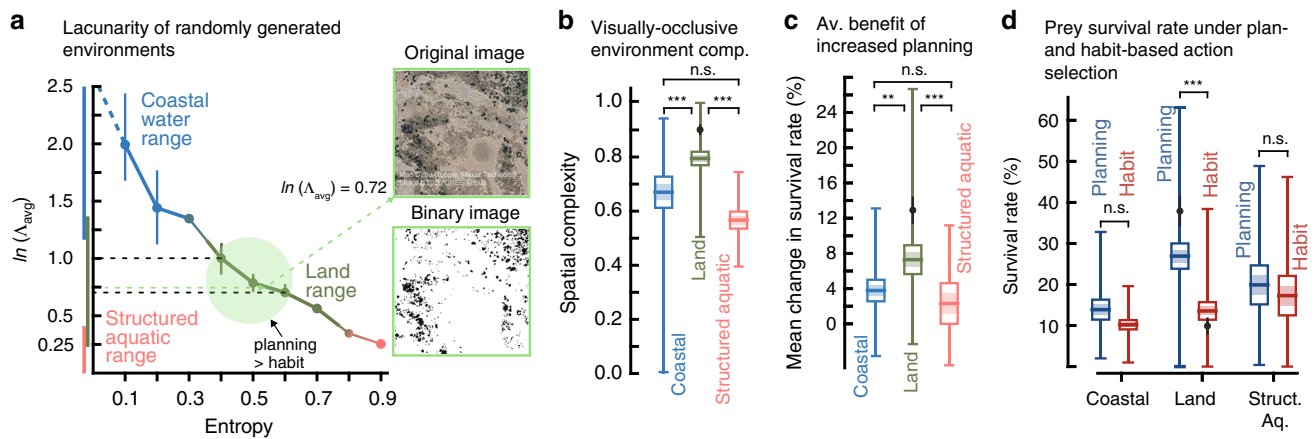 a
Lacunarity of randomly generated
environments
Original image
2.5
2.0
1.5
1.0
0.5
0.25
ln (Λavg)
Coastal
water
range
ln (Λavg) = 0.72
Binary image
Land
range
Structured
aquatic
range
planning
> habit
0.1
0.3
0.5
0.7
0.9
Entropy
b
Visually-occlusive
environment comp.
n.s.
***
***
1.0
0.8
0.6
0.4
0.2
0.0
Spatial complexity
Coastal
Land
Structured aquatic
c
Av. benefit of
increased planning
n.s.
**
***
24
20
16
12
8
4
0
Mean change in survival rate (%)
Coastal
Land
Structured aquatic
d
Prey survival rate under plan-
and habit-based action
selection
***
n.s.
n.s.
60
50
40
30
20
10
Survival rate (%)
Planning
Habit
Planning
Habit
Planning
Habit
Coastal
Land
Struct.
Aq.